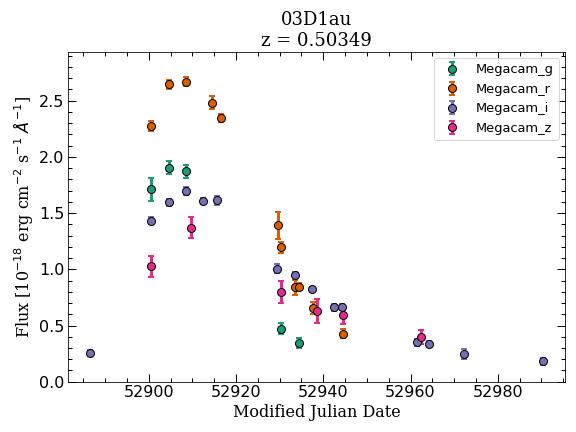 03D1au
z = 0.50349
Flux [10⁻¹⁸ erg cm⁻² s⁻¹ Å⁻¹]
2.5
2.0
1.5
1.0
0.5
0.0
Megacam_g
Megacam_r
Megacam_i
Megacam_z
52900 52920 52940 52960 52980
Modified Julian Date